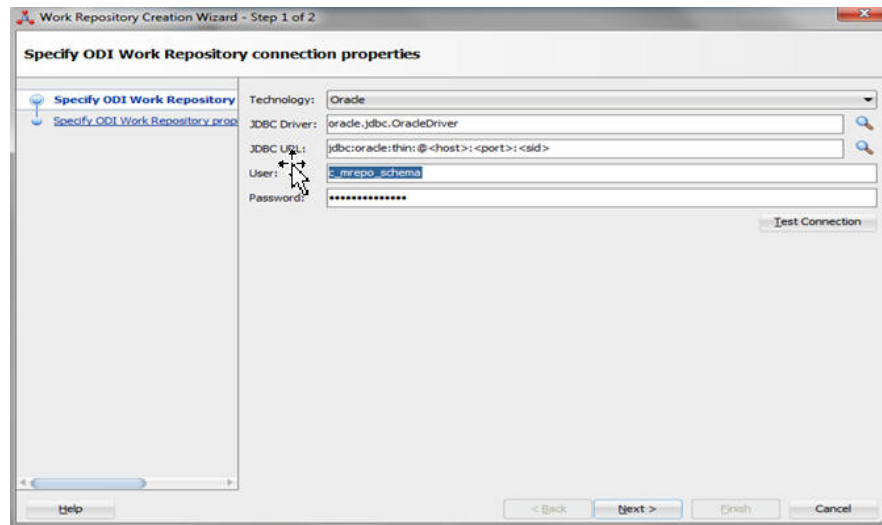 Work Repository Creation Wizard - Step 1 of 2
Specify ODI Work Repository connection properties
Specify ODI Work Repository
Specify ODI Work Repository prop
Technology: Oracle
JDBC Driver: oracle.jdbc.OracleDriver
JDBC URL: jdbc:oracle:thin:@<host>:<port>:<sid>
User: c_mrepo_schema
Password: ••••••••••••••
Test Connection
Help
< Back
Next >
Finish
Cancel